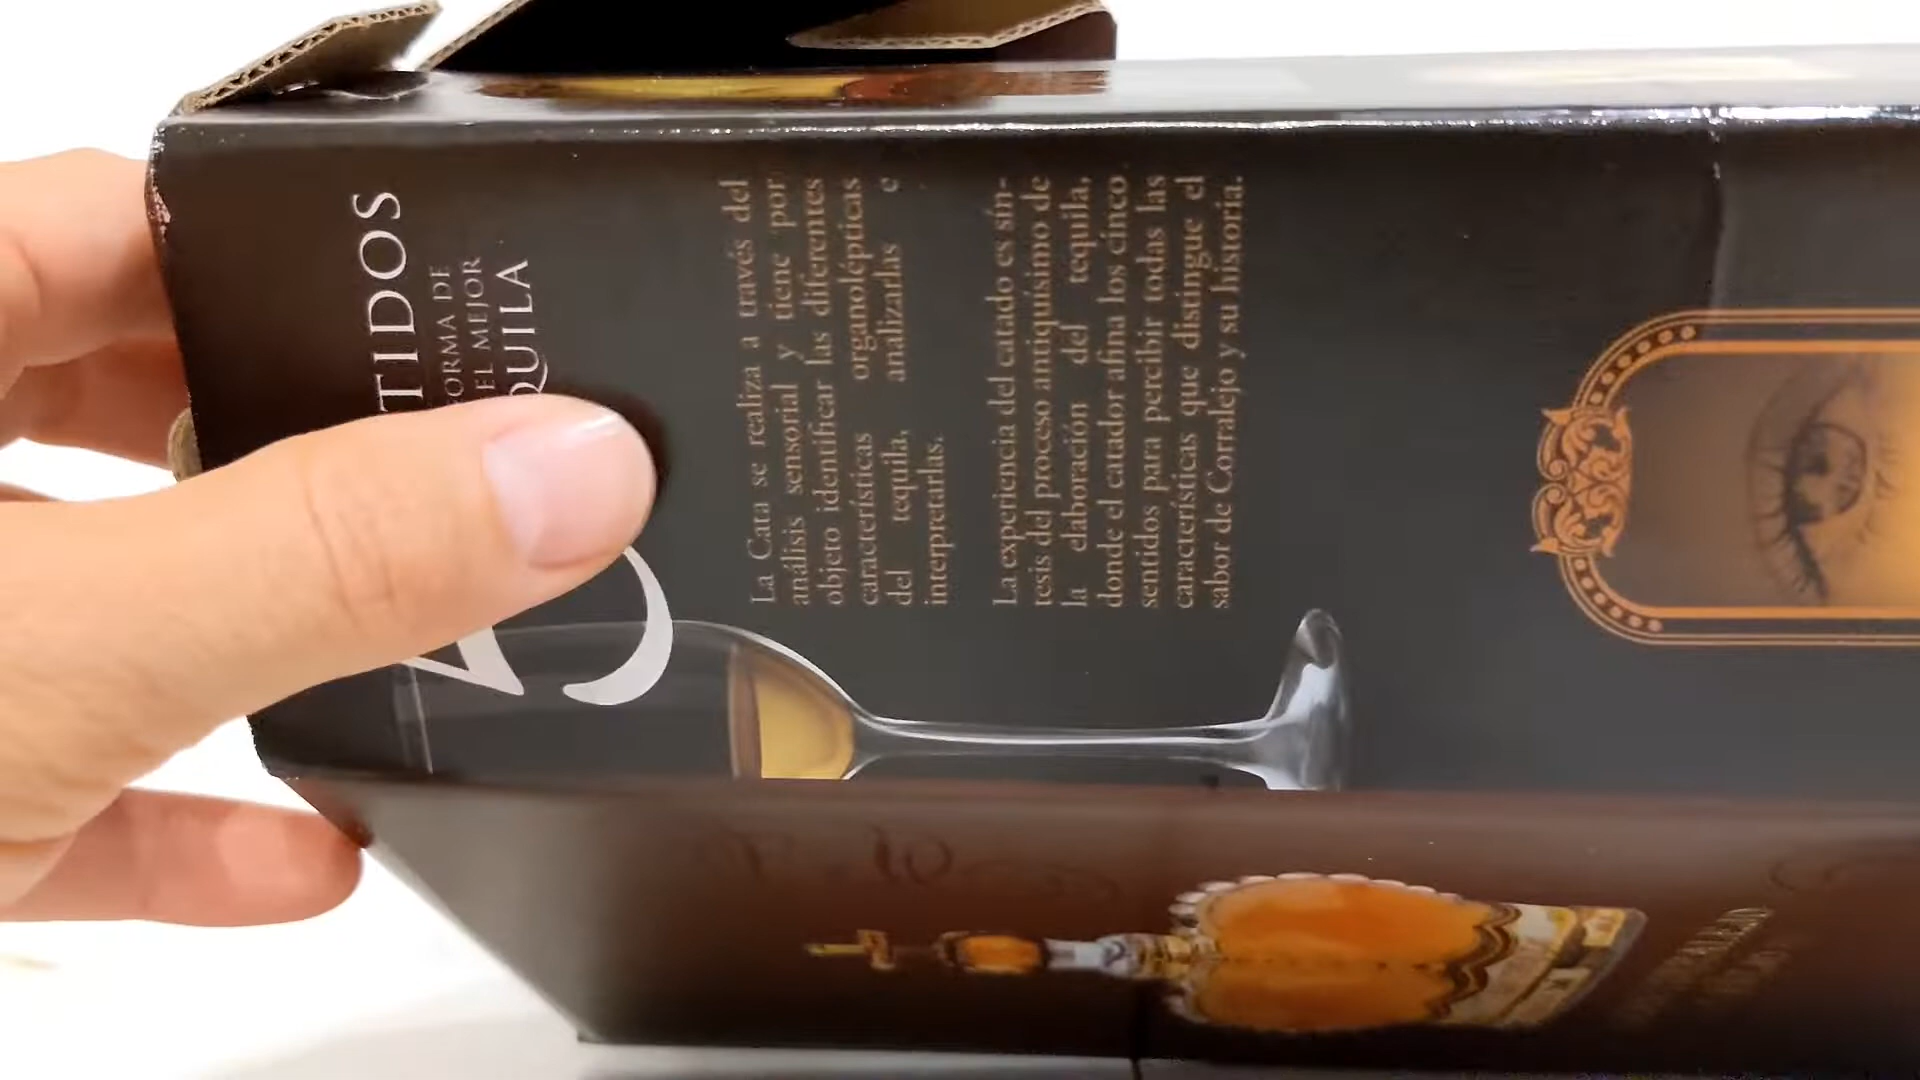 TIDOS
ORMA DE
EL MEJOR
QUILA
La Cata se realiza a través del
análisis sensorial y tiene por
objeto identificar las diferentes
características organolépticas
del tequila, analizarlas e
interpretarlas.
La experiencia del catado es sín-
tesis del proceso antiquísimo de
la elaboración del tequila,
donde el catador afina los cinco
sentidos para percibir todas las
características que distingue el
sabor de Corralejo y su historia.